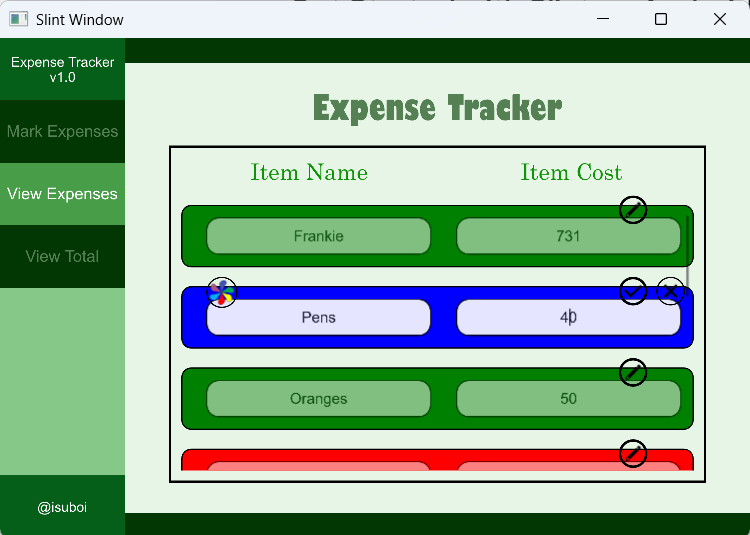 Slint Window
Expense Tracker
v1.0
Mark Expenses
View Expenses
View Total
@isuboi
Expense Tracker
Item Name Item Cost
Frankie 731
Pens 40
Oranges 50